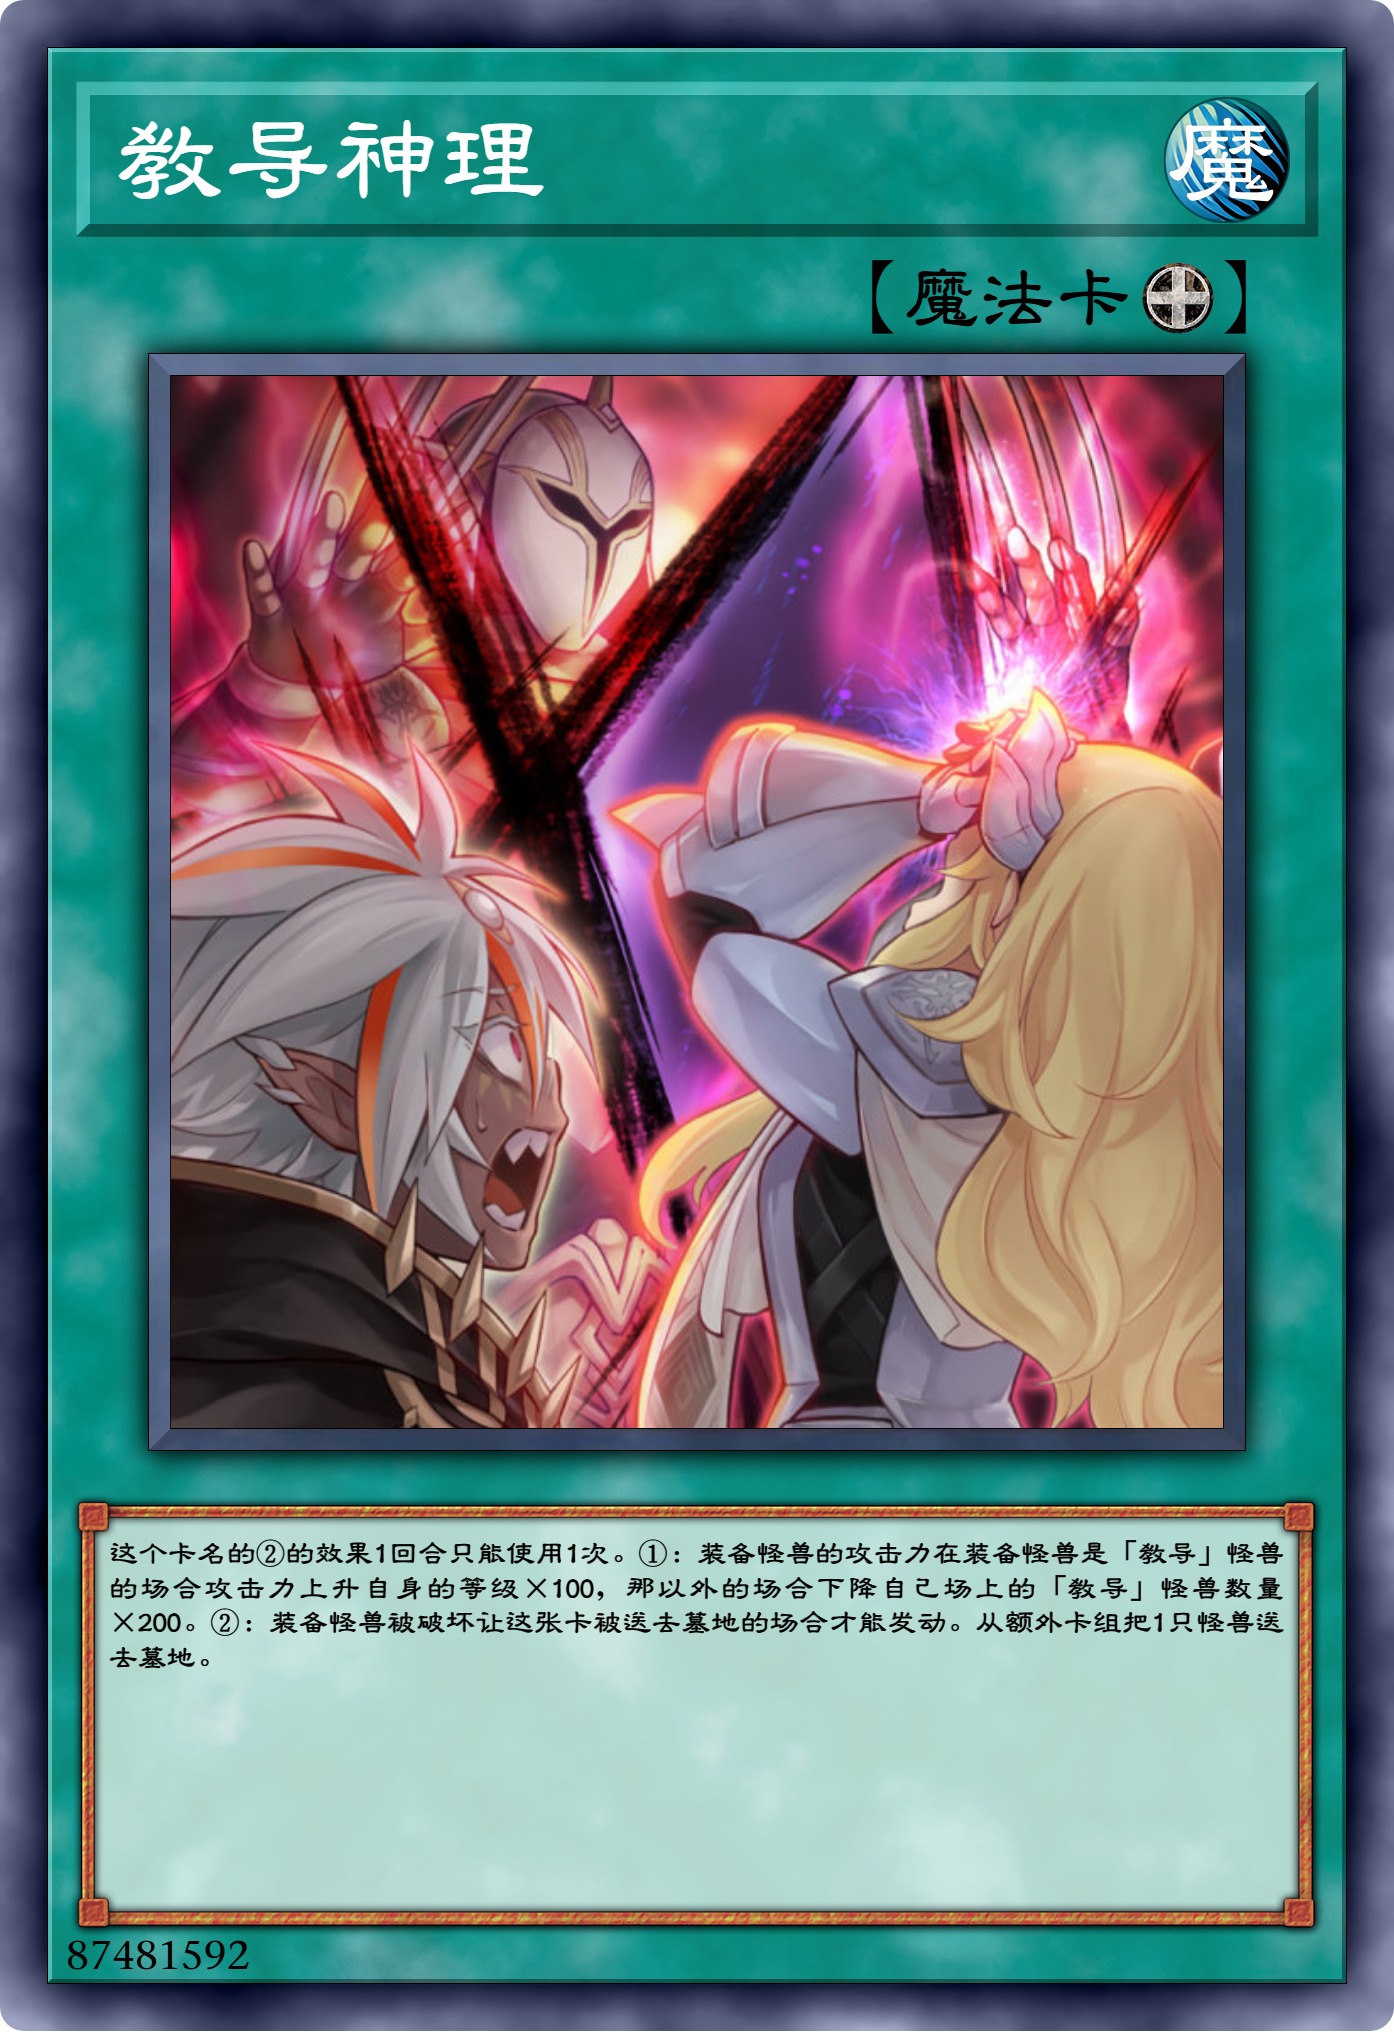 教导神理
魔
【魔法卡】
这个卡名的②的效果1回合只能使用1次。①：装备怪兽的攻击力在装备怪兽是「教导」怪兽
的场合攻击力上升自身的等级×100，那以外的场合下降自己场上的「教导」怪兽数量
×200。②：装备怪兽被破坏让这张卡被送去墓地的场合才能发动。从额外卡组把1只怪兽送
去墓地。
87481592